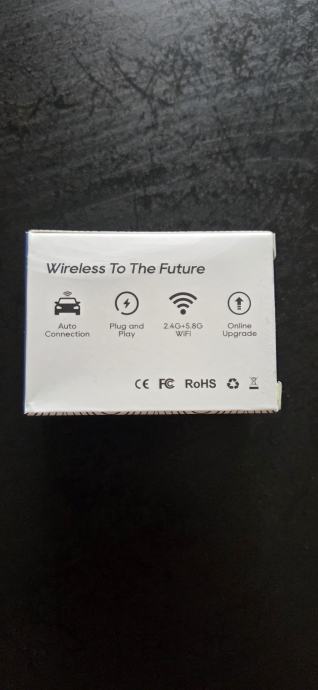 Wireless To The Future
Auto
Connection
Plug and
Play
2.4G+5.8G
WiFi
Online
Upgrade
CE FC RoHS